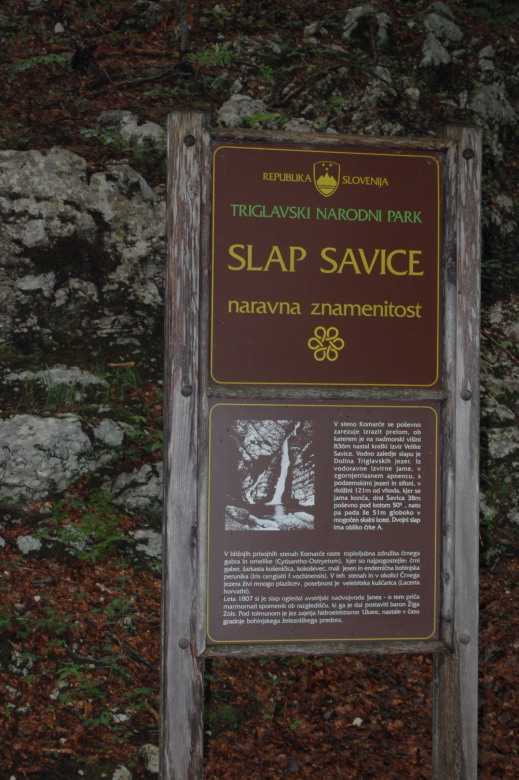 REPUBLIKA SLOVENIJA
TRIGLAVSKI NARODNI PARK
SLAP SAVICE
naravna znamenitost
V steno Komarče se poševno
zarezuje izrazit prelom, ob
katerem je na nadmorski višini
836m nastal kraški izvir Velike
Savice. Vodno zaledje slapu je
Dolina Triglavskih jezer. Iz
vodoravne izvirne jame, v
zgornjetriasnem apnencu, s
podzemskimi jezeri in sifoni, v
dolžini 121m od vhoda, kjer se
jama konča, drsi Savica 38m
poševno pod kotom 50º , nato
pa pada še 51m globoko v
mogočen skalni kotel. Dvojni slap
ima obliko črke A.
V bližnjih prisojnih stenah Komarče raste toploljubna združba črnega
gabra in omelike (Cytisantho-Ostryetum), kjer so najpogostejše: črni
gaber, žarkasta košeničica, kokoševec, mali jesen in endemična bohinjska
perunika (Iris cengialti f.vochinensis). V teh stenah in v okolici Črnega
jezera živi mnogo plazilcev, posebnost je velebitska kuščarica (Lacerta
horvathi).
Leta 1807 si je slap ogledal avstrijski nadvojvoda Janez - o tem priča
marmornati spomenik ob razgledišču, ki ga je dal postaviti baron Žiga
Zois. Pod tolmunom je jez zajetja hidroelektrarne Ukanc, nastale v času
gradnje bohinjskega železniškega predora.